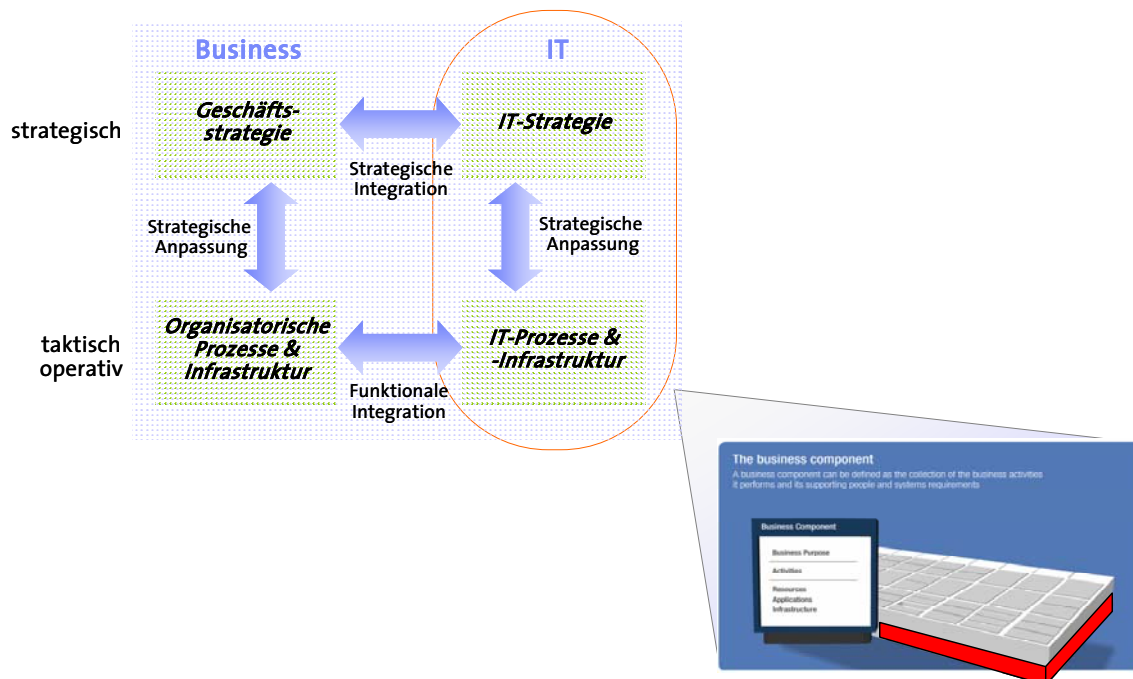 Business
IT
strategisch
Geschäfts-
strategie
IT-Strategie
Strategische
Integration
Strategische
Anpassung
Strategische
Anpassung
taktisch
operativ
Organisatorische
Prozesse &
Infrastruktur
IT-Prozesse &
-Infrastruktur
Funktionale
Integration
The business component
A business component can be defined as the collection of the business activities
it performs and its supporting people and systems requirements
Business Component
Business Purpose
Activities
Resources
Applications
Infrastructure